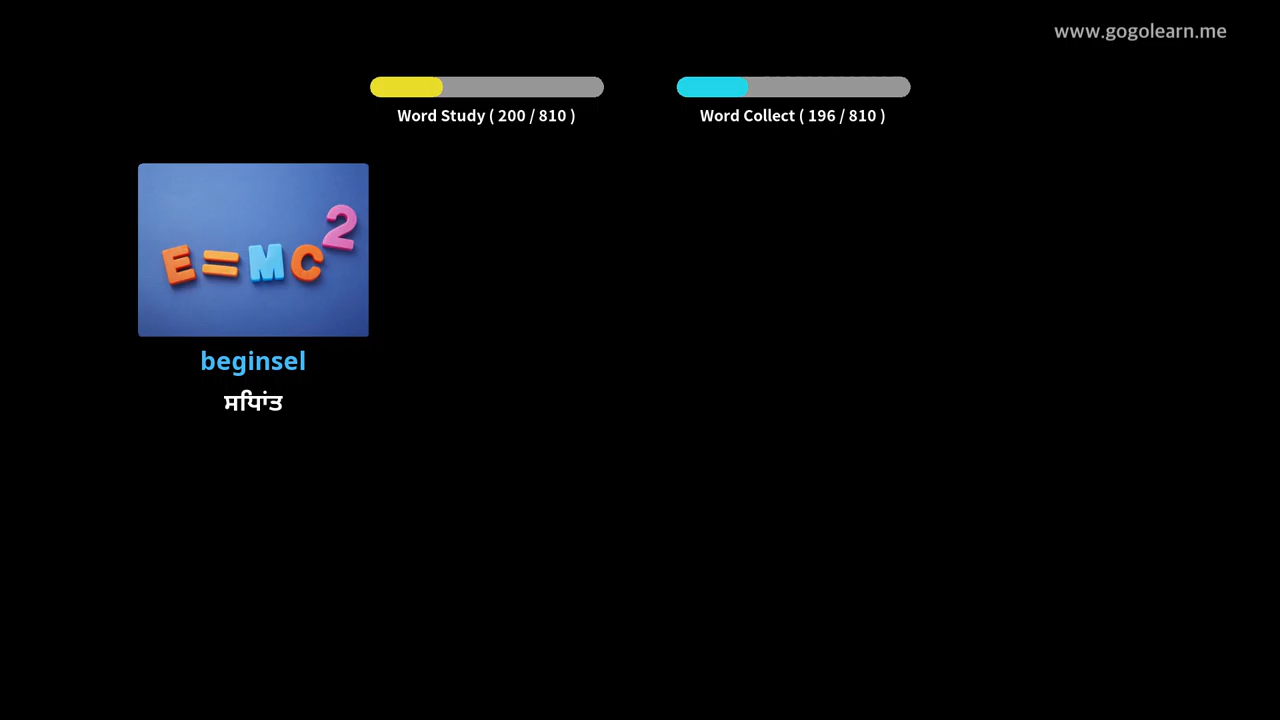 www.gogolearn.me
Word Study ( 200 / 810 )
Word Collect ( 196 / 810 )
E=MC²
beginsel
ਸਿਧਾਂਤ